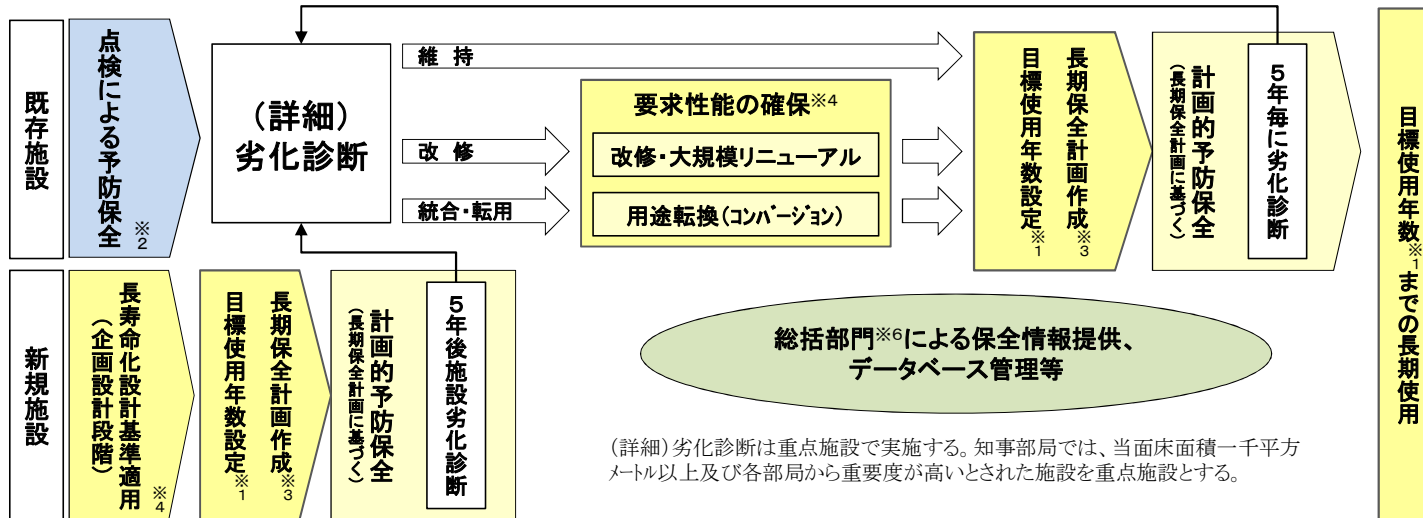 既存施設
点検による予防保全※2
（詳細）
劣化診断
維 持
改 修
統合・転用
要求性能の確保※4
改修・大規模リニューアル
用途転換（コンバージョン）
長期保全計画作成※3
目標使用年数設定※1
計画的予防保全
（長期保全計画に基づく）
５年毎に劣化診断
目標使用年数※1までの長期使用
新規施設
長寿命化設計基準適用※4
（企画設計段階）
長期保全計画作成※3
目標使用年数設定※1
計画的予防保全
（長期保全計画に基づく）
５年後施設劣化診断
総括部門※6による保全情報提供、
データベース管理等
（詳細）劣化診断は重点施設で実施する。知事部局では、当面床面積一千平方
メートル以上及び各部局から重要度が高いとされた施設を重点施設とする。